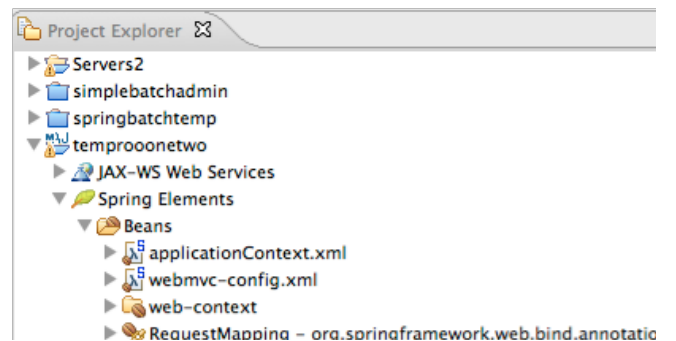 Project Explorer
Servers2
simplebatchadmin
springbatchtemp
temprooonetwo
JAX-WS Web Services
Spring Elements
Beans
applicationContext.xml
webmvc-config.xml
web-context
RequestMapping - org.springframework.web.bind.annotatio